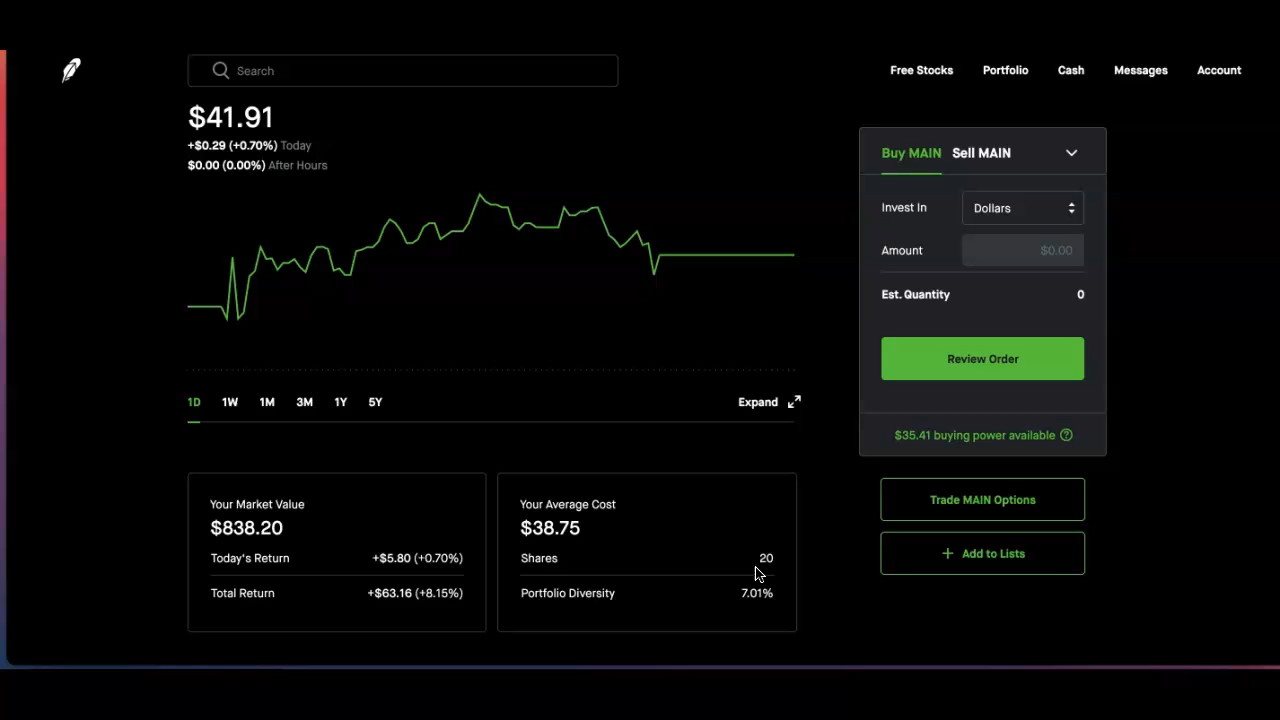 Search
Free Stocks Portfolio Cash Messages Account
$41.91
+$0.29 (+0.70%) Today
$0.00 (0.00%) After Hours
1D 1W 1M 3M 1Y 5Y Expand
Buy MAIN Sell MAIN
Invest In Dollars
Amount $0.00
Est. Quantity 0
Review Order
$35.41 buying power available
Trade MAIN Options
+ Add to Lists
Your Market Value
$838.20
Today's Return +$5.80 (+0.70%)
Total Return +$63.16 (+8.15%)
Your Average Cost
$38.75
Shares 20
Portfolio Diversity 7.01%